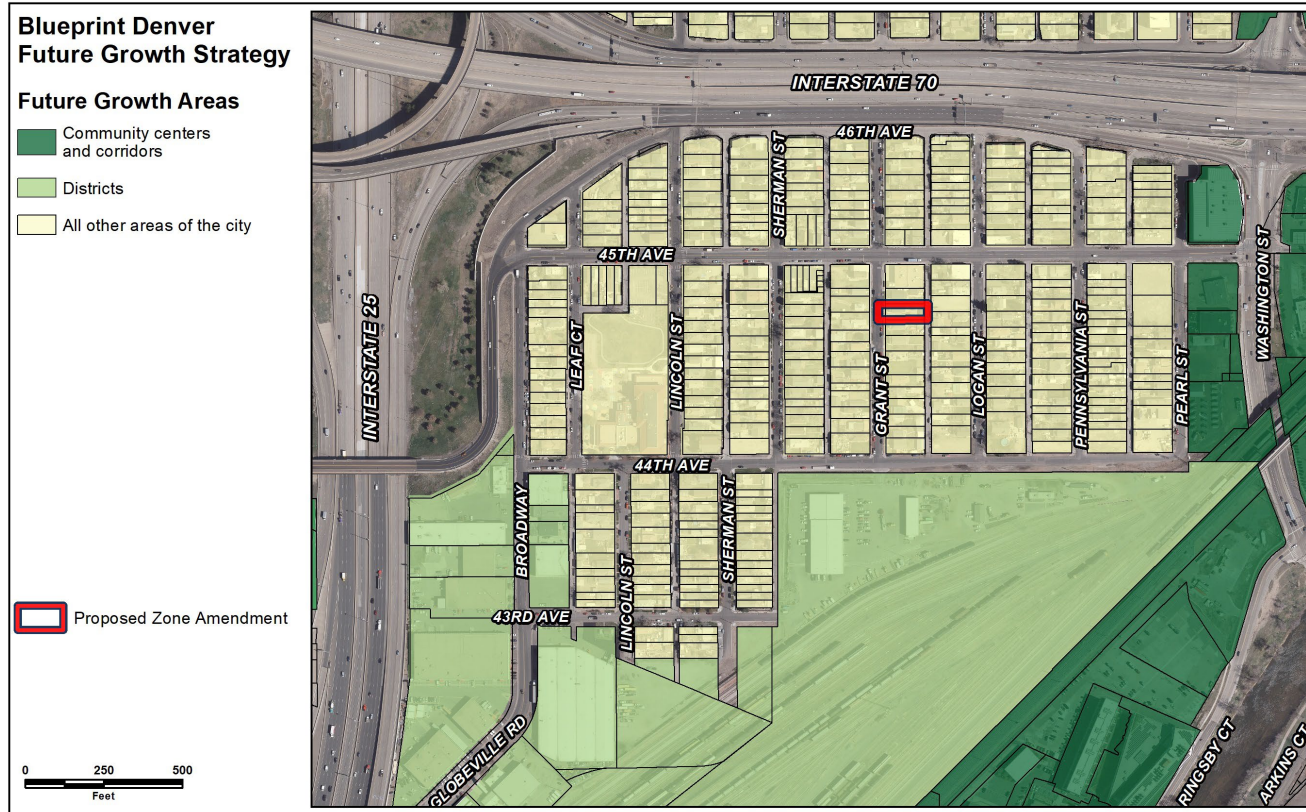 Blueprint Denver
Future Growth Strategy
Future Growth Areas
Community centers
and corridors
Districts
All other areas of the city
Proposed Zone Amendment
0 250 500
Feet
INTERSTATE 70
46TH AVE
SHERMAN ST
45TH AVE
WASHINGTON ST
INTERSTATE 25
LEAF CT
LINCOLN ST
GRANT ST
LOGAN ST
PENNSYLVANIA ST
PEARL ST
44TH AVE
BROADWAY
SHERMAN ST
LINCOLN ST
43RD AVE
GLOBEVILLE RD
RINGSBY CT
ARKINS CT